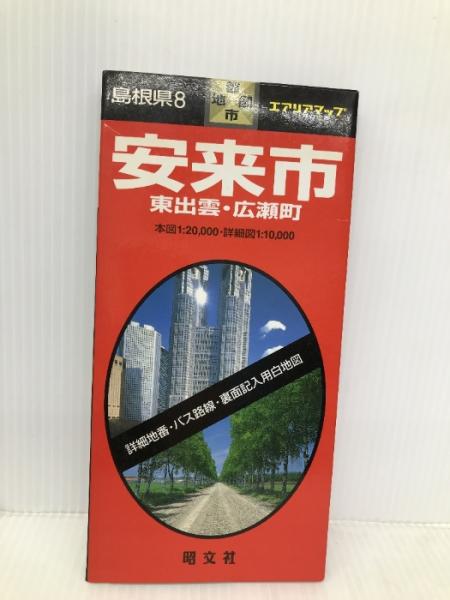 島根県8
都 地 図 市
エアリアマップ
安来市
東出雲・広瀬町
本図1:20,000・詳細図1:10,000
詳細地番・バス路線・裏面記入用白地図
昭文社